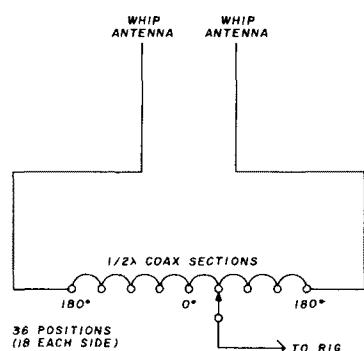 WHIP ANTENNA
WHIP ANTENNA
1/2λ COAX SECTIONS
180°
0°
180°
36 POSITIONS
(18 EACH SIDE)
TO RIG